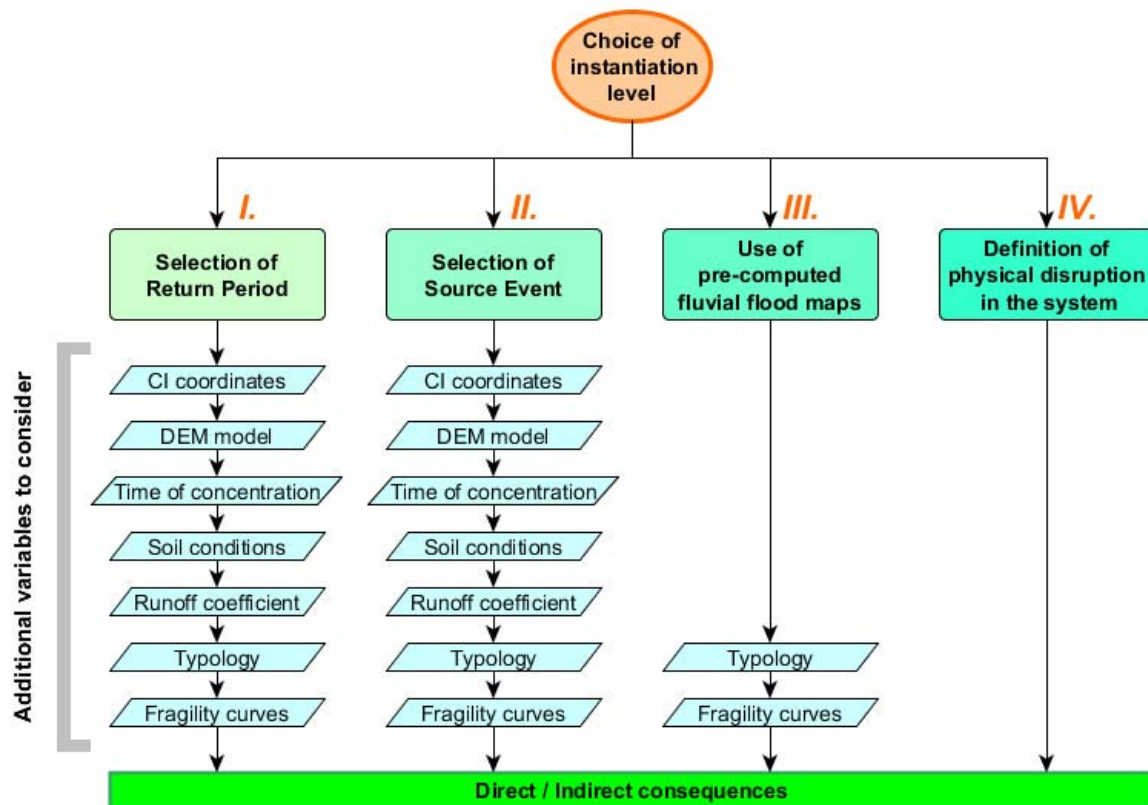 Choice of
instantiation
level
I.
Selection of
Return Period
II.
Selection of
Source Event
III.
Use of
pre-computed
fluvial flood maps
IV.
Definition of
physical disruption
in the system
Additional variables to consider
CI coordinates
DEM model
Time of concentration
Soil conditions
Runoff coefficient
Typology
Fragility curves
CI coordinates
DEM model
Time of concentration
Soil conditions
Runoff coefficient
Typology
Fragility curves
Typology
Fragility curves
Direct / Indirect consequences